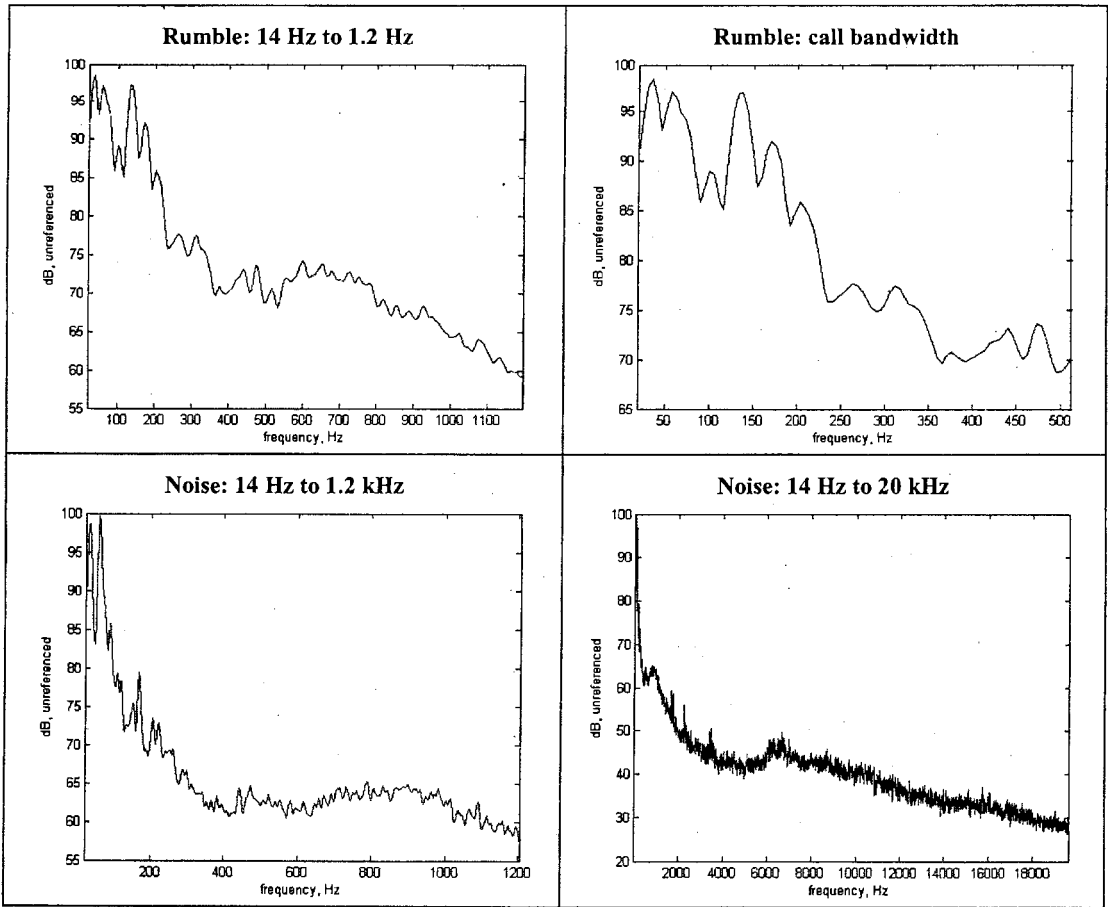 Rumble: 14 Hz to 1.2 Hz
100
95
90
85
80
75
70
65
60
55
dB, unreferenced
100 200 300 400 500 600 700 800 900 1000 1100
frequency, Hz
Rumble: call bandwidth
100
95
90
85
80
75
70
65
dB, unreferenced
50 100 150 200 250 300 350 400 450 500
frequency, Hz
Noise: 14 Hz to 1.2 kHz
100
95
90
85
80
75
70
65
60
55
dB, unreferenced
200 400 600 800 1000 1200
frequency, Hz
Noise: 14 Hz to 20 kHz
100
90
80
70
60
50
40
30
20
dB, unreferenced
2000 4000 6000 8000 10000 12000 14000 16000 18000
frequency, Hz